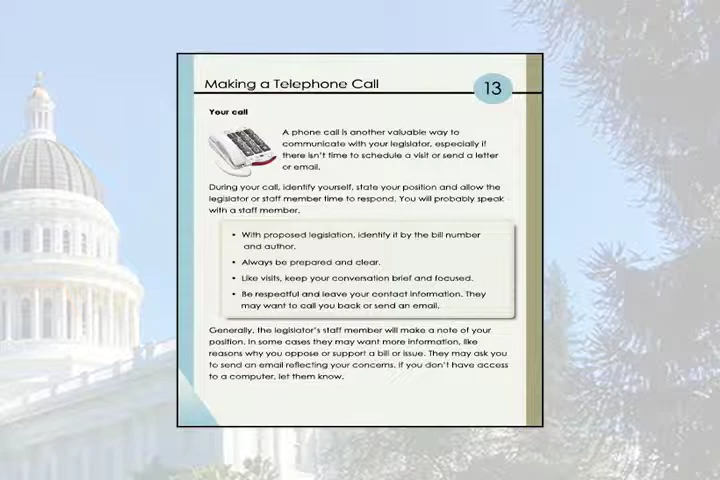 Making a Telephone Call
13
Your call
A phone call is another valuable way to
communicate with your legislator, especially if
there isn't time to schedule a visit or send a letter
or email.
During your call, identify yourself, state your position and allow the
legislator or staff member time to respond. You will probably speak
with a staff member.
• With proposed legislation, identify it by the bill number
and author.
• Always be prepared and clear.
• Like visits, keep your conversation brief and focused.
• Be respectful and leave your contact information. They
may want to call you back or send an email.
Generally, the legislator's staff member will make a note of your
position. In some cases they may want more information, like
reasons why you oppose or support a bill or issue. They may ask you
to send an email reflecting your concerns. If you don't have access
to a computer, let them know.